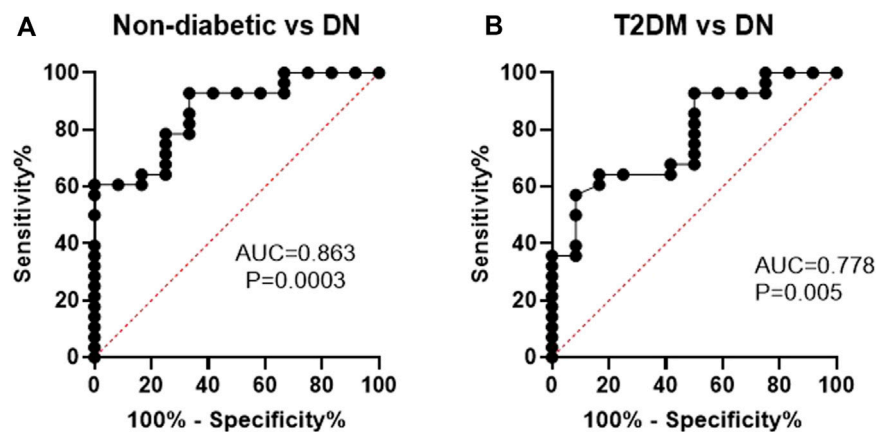 A
Non-diabetic vs DN
100
80
60
40
20
0
Sensitivity%
AUC=0.863
P=0.0003
0 20 40 60 80 100
100% - Specificity%
B
T2DM vs DN
100
80
60
40
20
0
Sensitivity%
AUC=0.778
P=0.005
0 20 40 60 80 100
100% - Specificity%